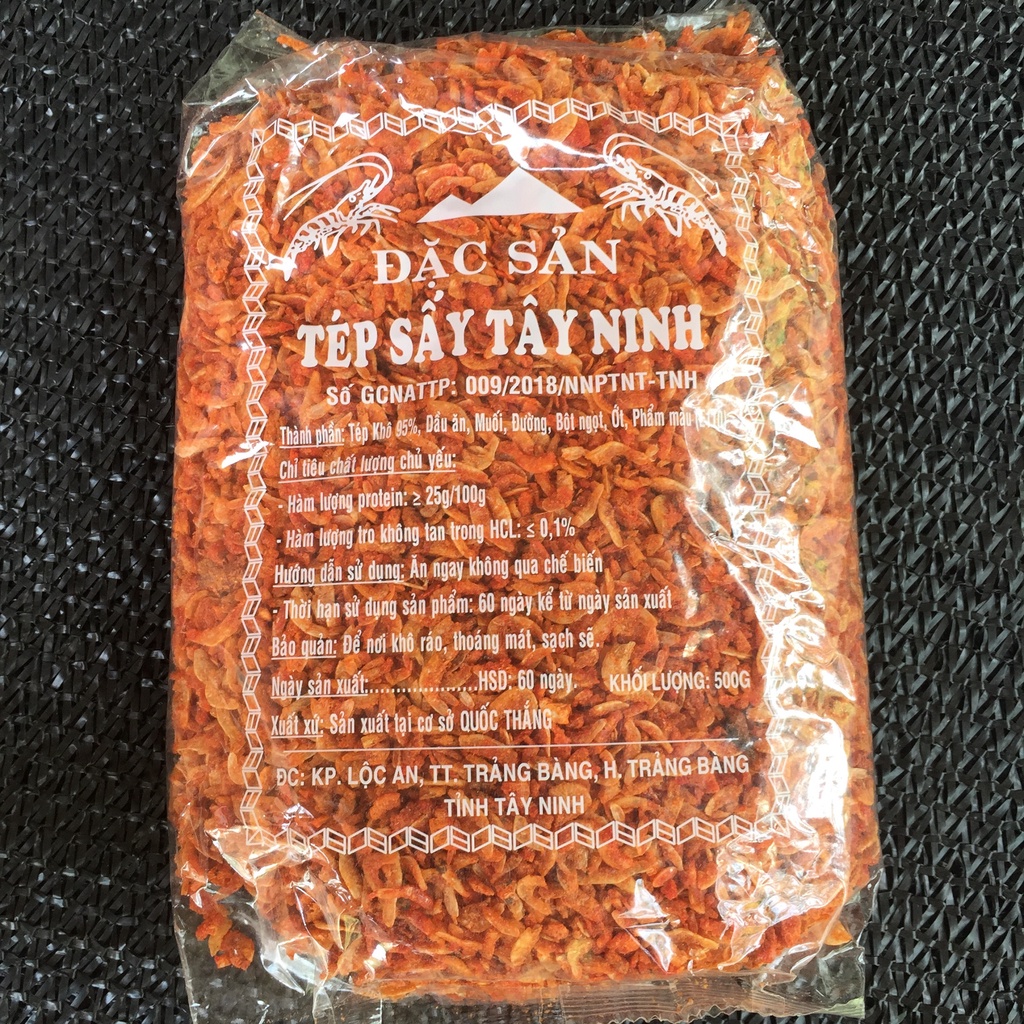 ĐẶC SẢN
TÉP SẤY TÂY NINH
Số GCNATTP: 009/2018/NNPTNT-TNH
Thành phần: Tép Khô 95%, Dầu ăn, Muối, Đường, Bột ngọt, Ớt, Phẩm màu
Chỉ tiêu chất lượng chủ yếu:
- Hàm lượng protein: ≥ 25g/100g
- Hàm lượng tro không tan trong HCL: ≤ 0,1%
Hướng dẫn sử dụng: Ăn ngay không qua chế biến
- Thời hạn sử dụng sản phẩm: 60 ngày kể từ ngày sản xuất
Bảo quản: Để nơi khô ráo, thoáng mát, sạch sẽ.
Ngày sản xuất:.....................HSD: 60 ngày. KHỐI LƯỢNG: 500G
Xuất xứ: Sản xuất tại cơ sở QUỐC THẮNG
ĐC: KP. LỘC AN, TT. TRẢNG BÀNG, H, TRẢNG BÀNG
TỈNH TÂY NINH